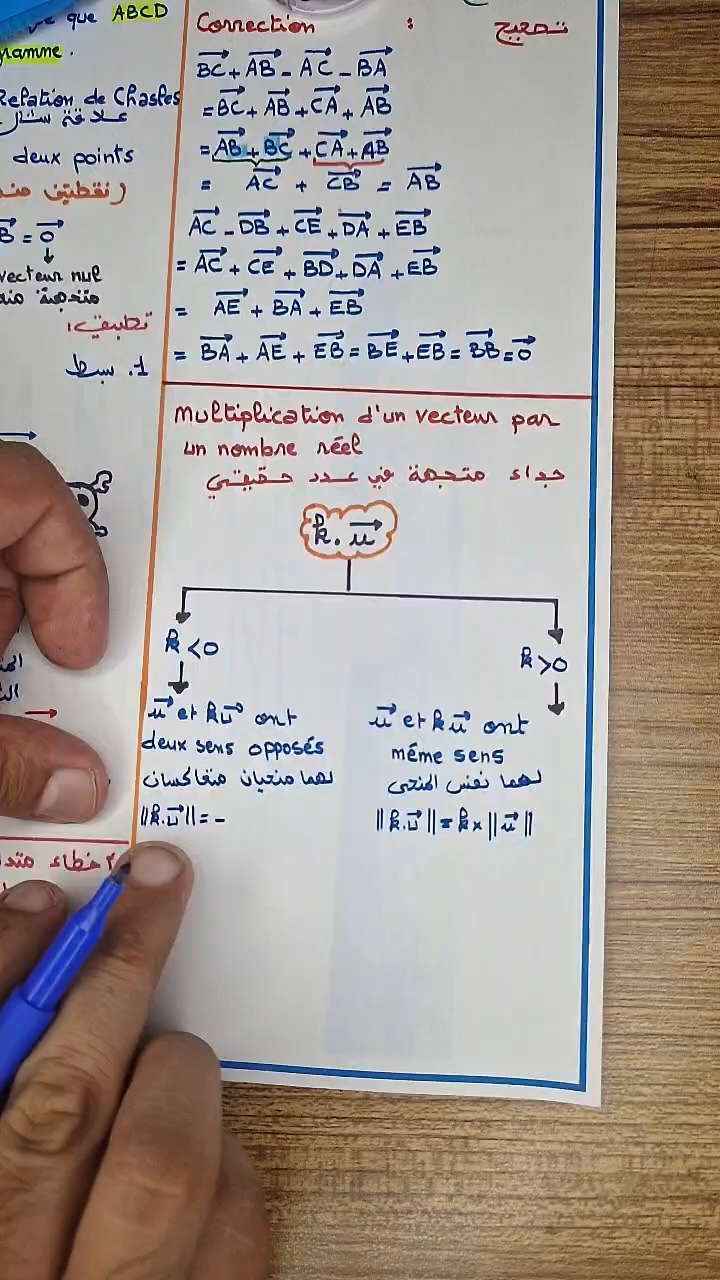 que ABCD
gramme.
Relation de Chasles
deux points
B = 0
vecteur nul
تطبيق:
1. بسط
Correction : تصحيح
BC + AB - AC - BA
= BC + AB + CA + AB
= AB + BC + CA + AB
= AC + CB = AB
AC - DB + CE + DA + EB
= AC + CE + BD + DA + EB
= AE + BA + EB
= BA + AE + EB = BE + EB = BB = 0
Multiplication d'un vecteur par
un nombre réel
جداء متجهة في عدد حقيقي
k. u
k < 0
u et k u ont
deux sens opposés
لهما منحيان متعاكسان
||k. u|| = -
k > 0
u et k u ont
même sens
لهما نفس المنحى
||k. u|| = k × ||u||